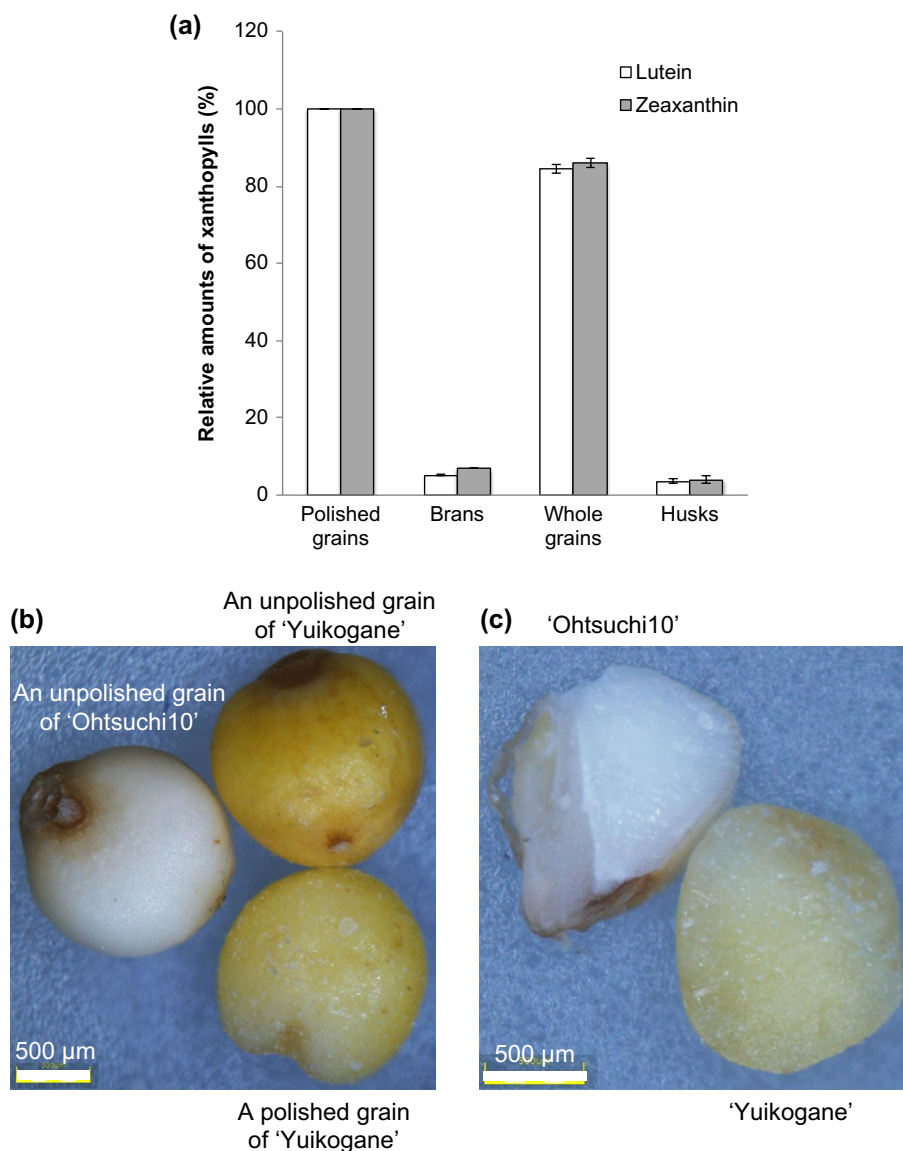 (a)
120
100
80
60
40
20
0
Relative amounts of xanthopylls (%)
Lutein
Zeaxanthin
Polished
grains
Brans
Whole
grains
Husks
(b)
An unpolished grain
of ‘Yuikogane’
An unpolished grain
of ‘Ohtsuchi10’
500 µm
A polished grain
of ‘Yuikogane’
(c)
‘Ohtsuchi10’
500 µm
‘Yuikogane’